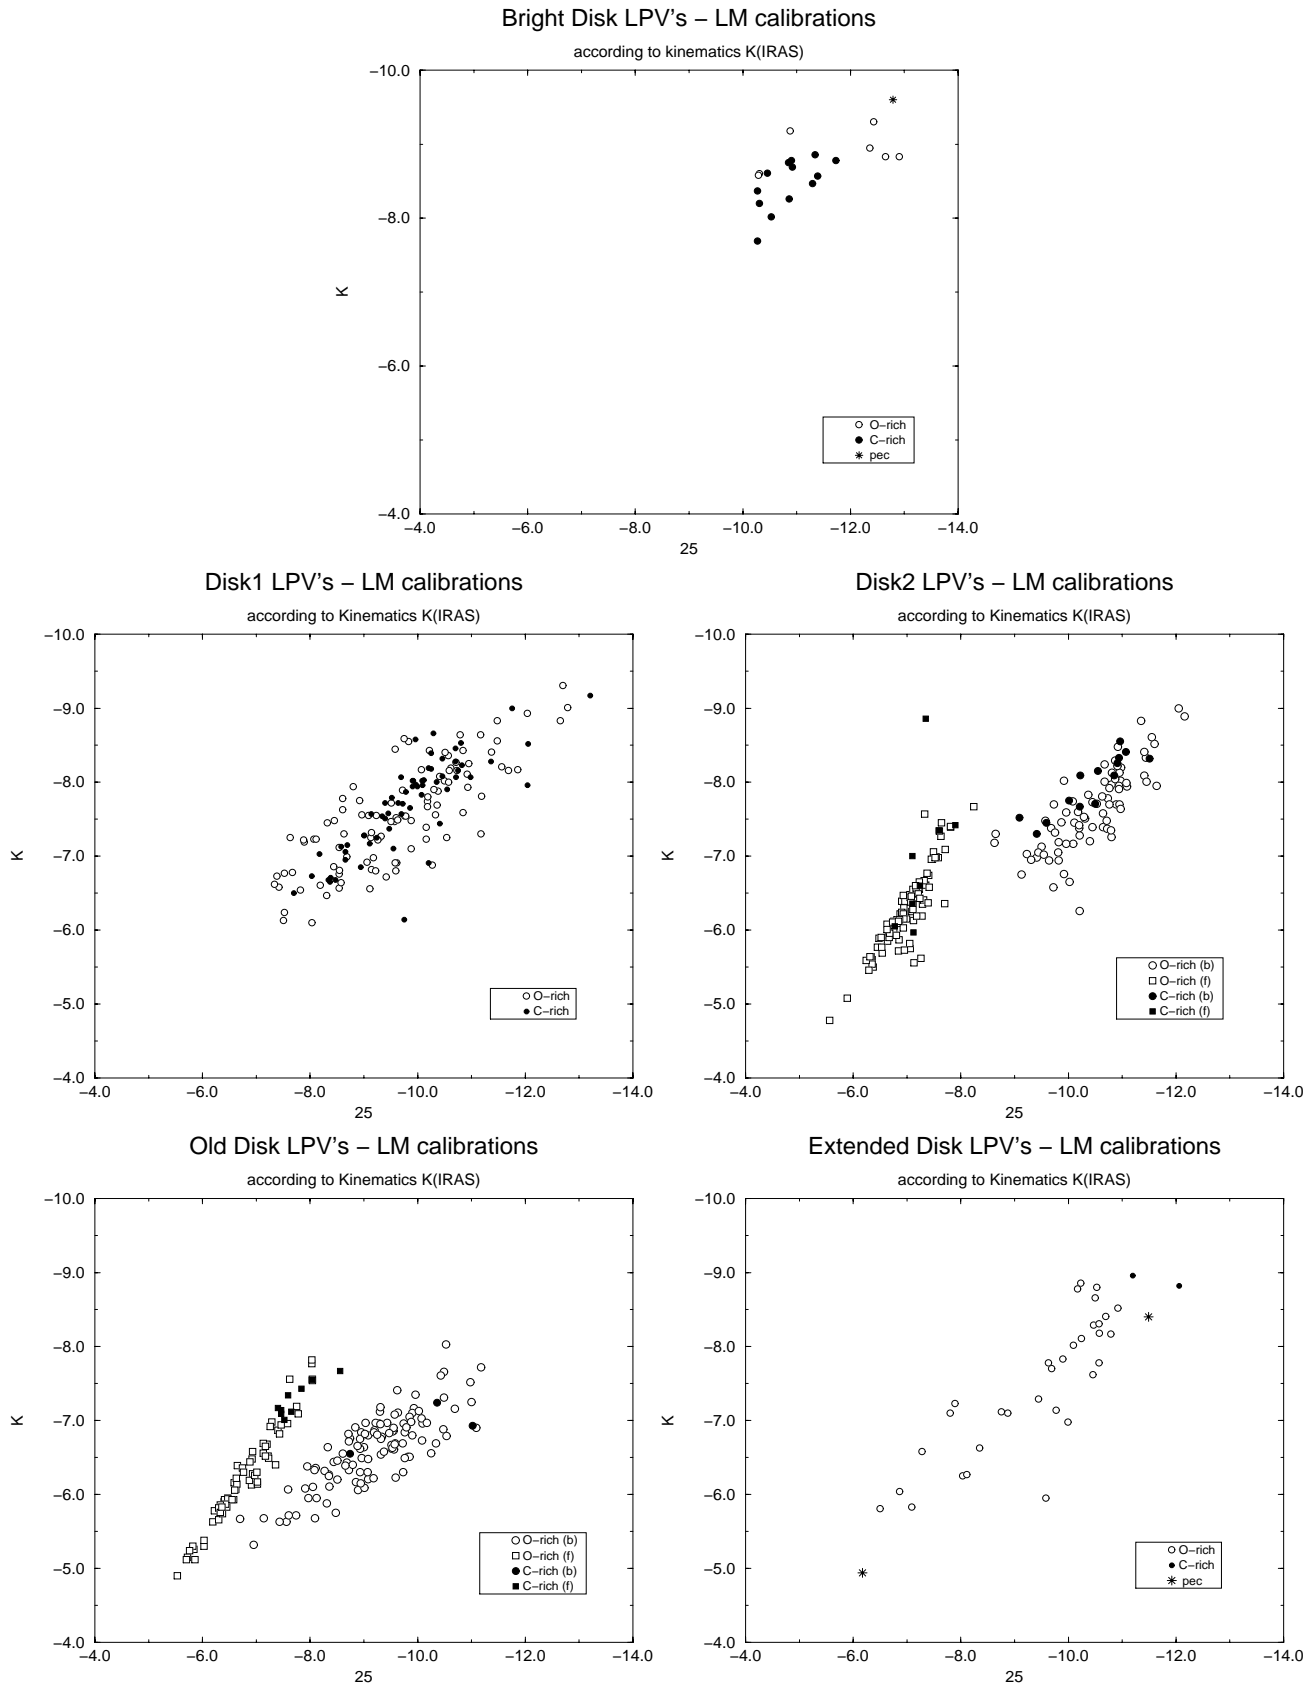 Bright Disk LPV's – LM calibrations
according to kinematics K(IRAS)
–10.0
–8.0
K
–6.0
O–rich
C–rich
pec
–4.0
–4.0 –6.0 –8.0 –10.0 –12.0 –14.0
25
Disk1 LPV's – LM calibrations
according to Kinematics K(IRAS)
–10.0
–9.0
–8.0
–7.0
K
–6.0
–5.0
–4.0
O–rich
C–rich
–4.0 –6.0 –8.0 –10.0 –12.0 –14.0
25
Disk2 LPV's – LM calibrations
according to Kinematics K(IRAS)
–10.0
–9.0
–8.0
–7.0
K
–6.0
–5.0
–4.0
O–rich (b)
O–rich (f)
C–rich (b)
C–rich (f)
–4.0 –6.0 –8.0 –10.0 –12.0 –14.0
25
Old Disk LPV's – LM calibrations
according to Kinematics K(IRAS)
–10.0
–9.0
–8.0
–7.0
K
–6.0
–5.0
–4.0
O–rich (b)
O–rich (f)
C–rich (b)
C–rich (f)
–4.0 –6.0 –8.0 –10.0 –12.0 –14.0
25
Extended Disk LPV's – LM calibrations
according to Kinematics K(IRAS)
–10.0
–9.0
–8.0
–7.0
K
–6.0
–5.0
–4.0
O–rich
C–rich
pec
–4.0 –6.0 –8.0 –10.0 –12.0 –14.0
25